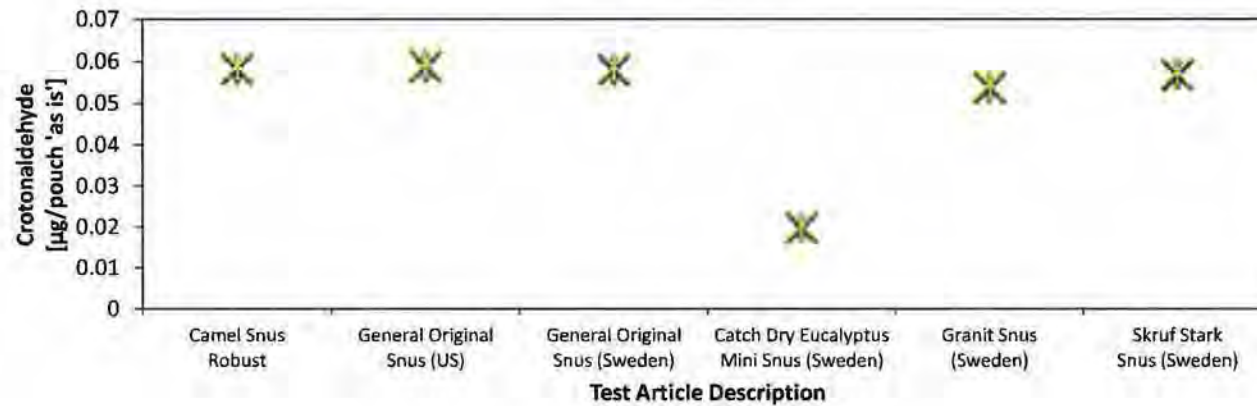 0.07
0.06
0.05
0.04
0.03
0.02
0.01
0
Crotonaldehyde
[µg/pouch 'as is']
Camel Snus
Robust
General Original
Snus (US)
General Original
Snus (Sweden)
Catch Dry Eucalyptus
Mini Snus (Sweden)
Granit Snus
(Sweden)
Skruf Stark
Snus (Sweden)
Test Article Description